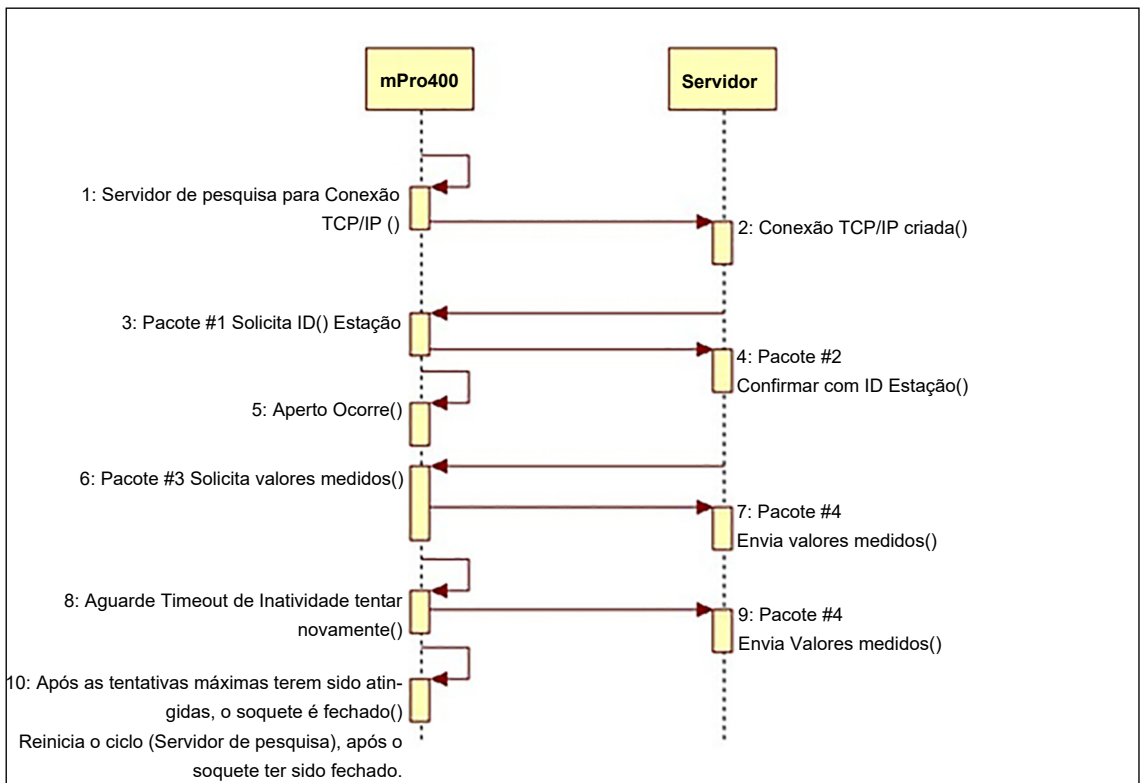 mPro400
Servidor
1: Servidor de pesquisa para Conexão
TCP/IP ()
2: Conexão TCP/IP criada()
3: Pacote #1 Solicita ID() Estação
4: Pacote #2
Confirmar com ID Estação()
5: Aperto Ocorre()
6: Pacote #3 Solicita valores medidos()
7: Pacote #4
Envia valores medidos()
8: Aguarde Timeout de Inatividade tentar
novamente()
9: Pacote #4
Envia Valores medidos()
10: Após as tentativas máximas terem sido atin-
gidas, o soquete é fechado()
Reinicia o ciclo (Servidor de pesquisa), após o
soquete ter sido fechado.